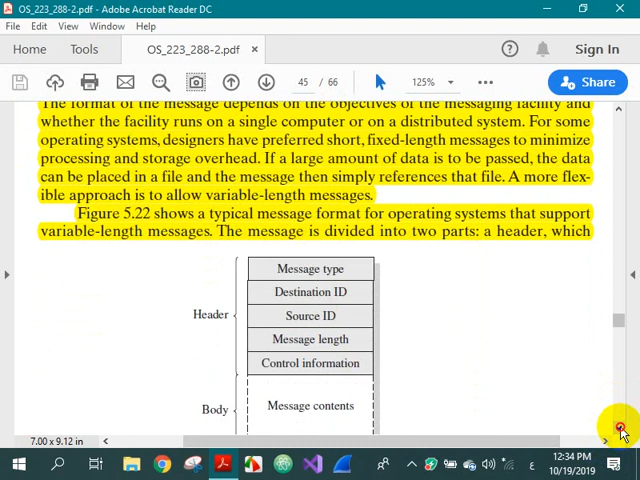 OS_223_288-2.pdf - Adobe Acrobat Reader DC
File Edit View Window Help
Home Tools OS_223_288-2.pdf × Sign In
45 / 66 125% Share
The format of the message depends on the objectives of the messaging facility and
whether the facility runs on a single computer or on a distributed system. For some
operating systems, designers have preferred short, fixed-length messages to minimize
processing and storage overhead. If a large amount of data is to be passed, the data
can be placed in a file and the message then simply references that file. A more flex-
ible approach is to allow variable-length messages.
Figure 5.22 shows a typical message format for operating systems that support
variable-length messages. The message is divided into two parts: a header, which
Message type
Destination ID
Header
Source ID
Message length
Control information
Body
Message contents
7.00 x 9.12 in
ع
12:34 PM
10/19/2019